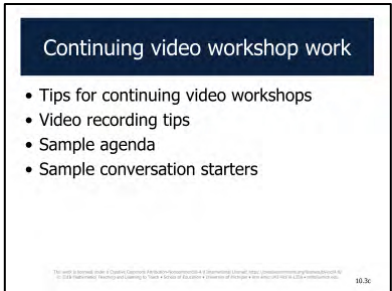 Continuing video workshop work
• Tips for continuing video workshops
• Video recording tips
• Sample agenda
• Sample conversation starters
10.3c